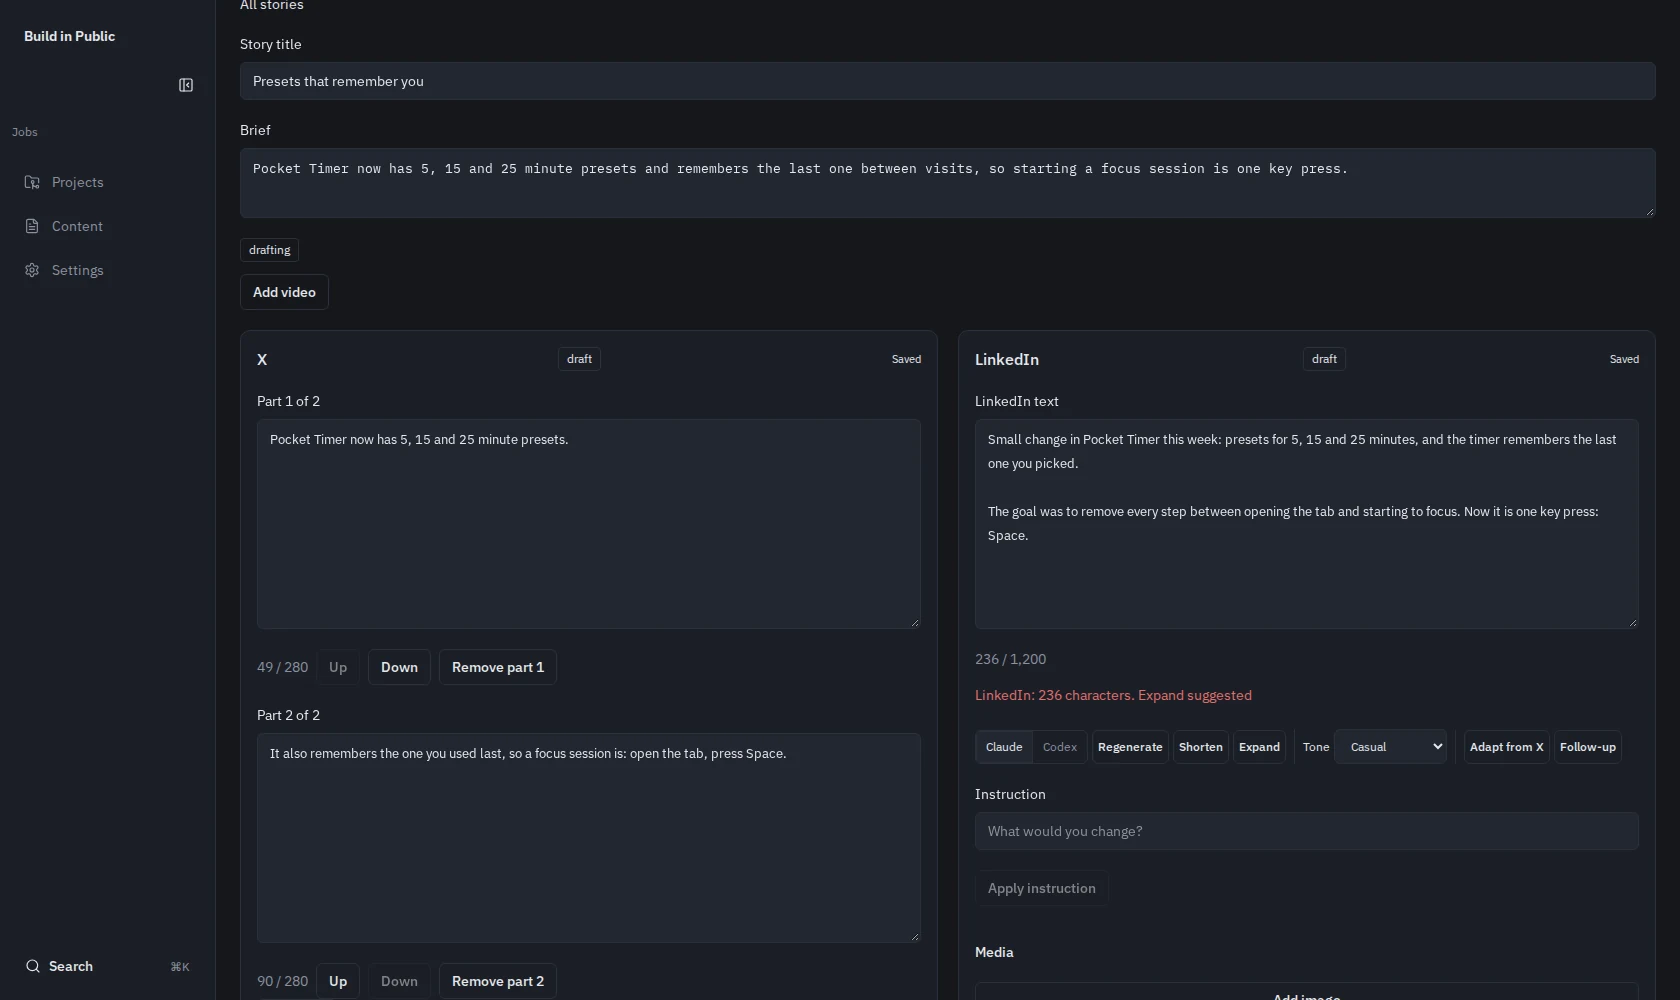 Build in Public
Jobs
Projects
Content
Settings
Search ⌘K
All stories
Story title
Presets that remember you
Brief
Pocket Timer now has 5, 15 and 25 minute presets and remembers the last one between visits, so starting a focus session is one key press.
drafting
Add video
X draft Saved
Part 1 of 2
Pocket Timer now has 5, 15 and 25 minute presets.
49 / 280 Up Down Remove part 1
Part 2 of 2
It also remembers the one you used last, so a focus session is: open the tab, press Space.
90 / 280 Up Down Remove part 2
LinkedIn draft Saved
LinkedIn text
Small change in Pocket Timer this week: presets for 5, 15 and 25 minutes, and the timer remembers the last
one you picked.
The goal was to remove every step between opening the tab and starting to focus. Now it is one key press:
Space.
236 / 1,200
LinkedIn: 236 characters. Expand suggested
Claude Codex Regenerate Shorten Expand Tone Casual Adapt from X Follow-up
Instruction
What would you change?
Apply instruction
Media
Add image